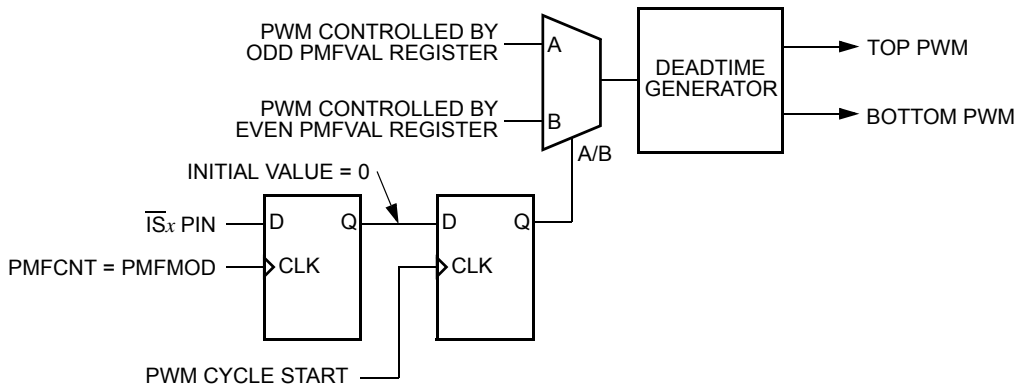 PWM CONTROLLED BY
ODD PMFVAL REGISTER
A
DEADTIME
GENERATOR
TOP PWM
PWM CONTROLLED BY
EVEN PMFVAL REGISTER
B
BOTTOM PWM
A/B
INITIAL VALUE = 0
I̅S̅x PIN
D
Q
D
Q
PMFCNT = PMFMOD
CLK
CLK
PWM CYCLE START